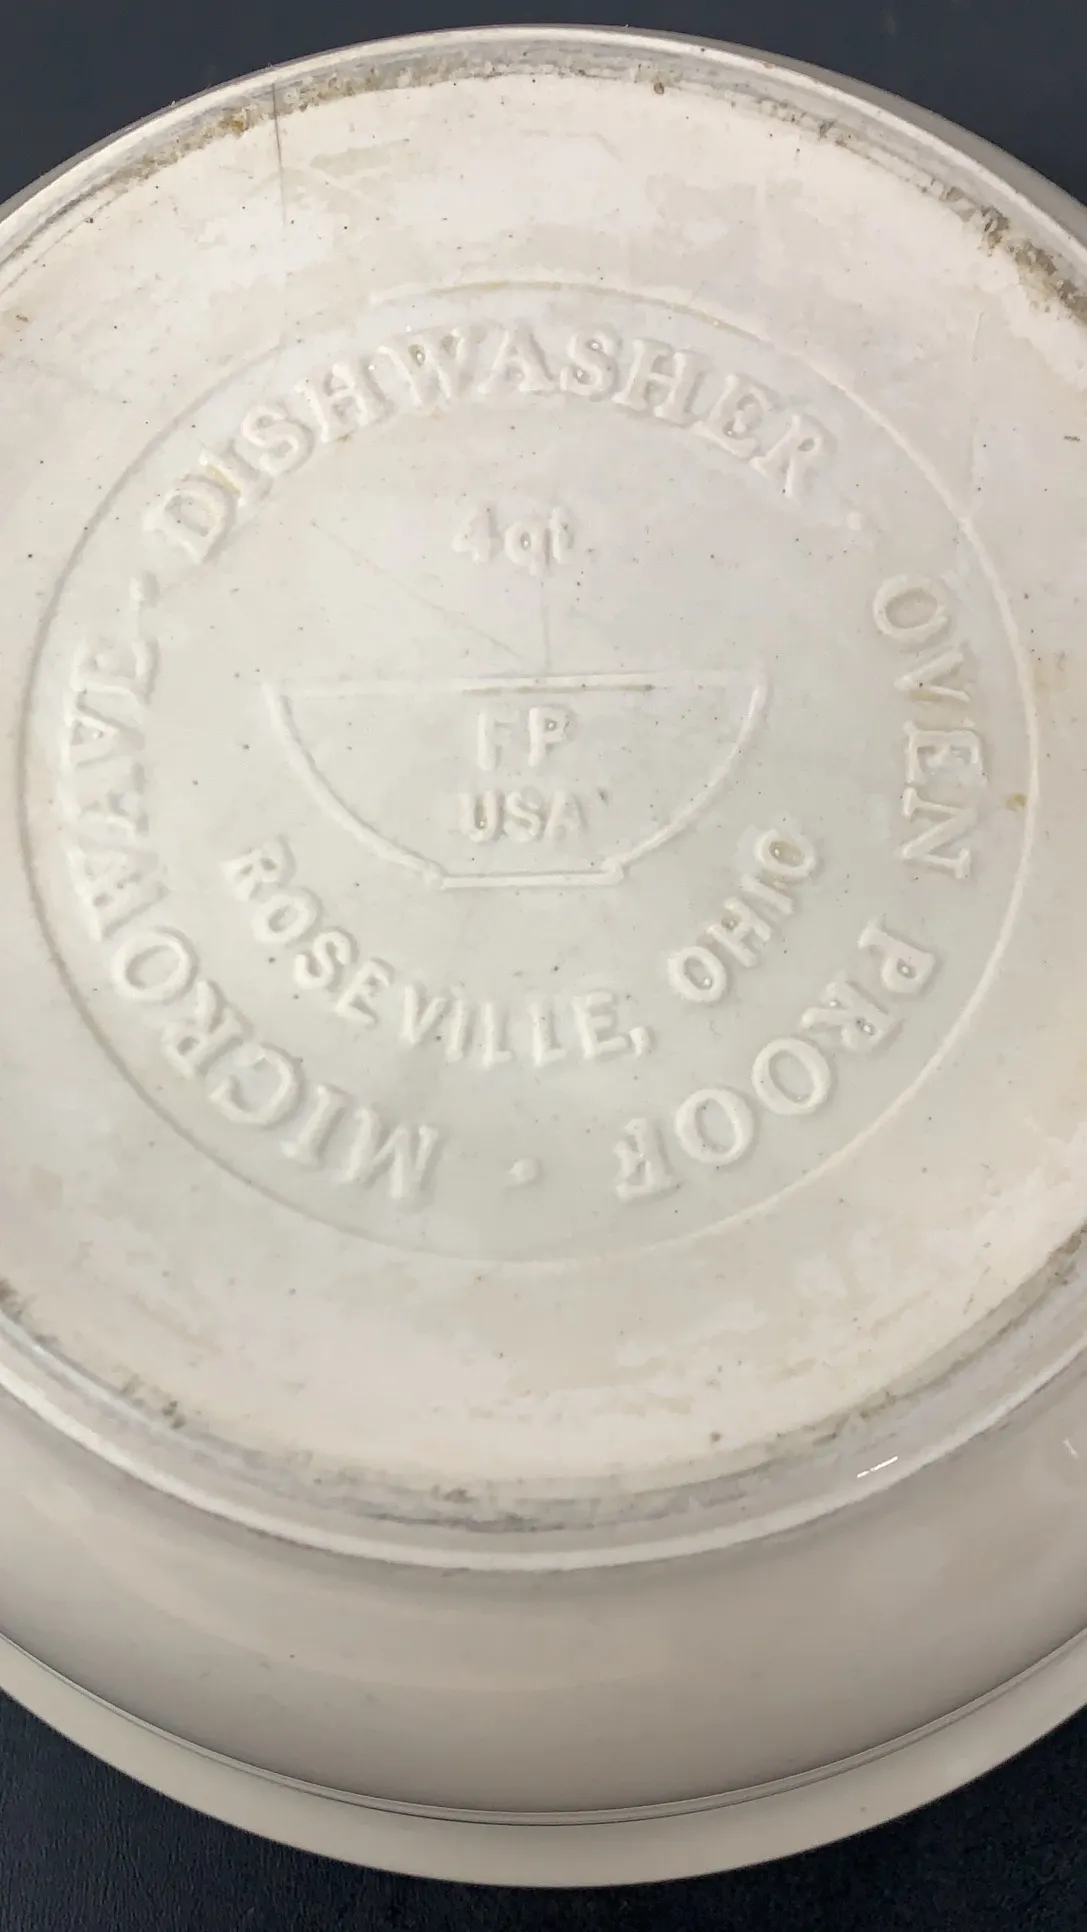 DISHWASHER · OVEN PROOF · MICROWAVE ·
4qt
FP
USA
ROSEVILLE, OHIO